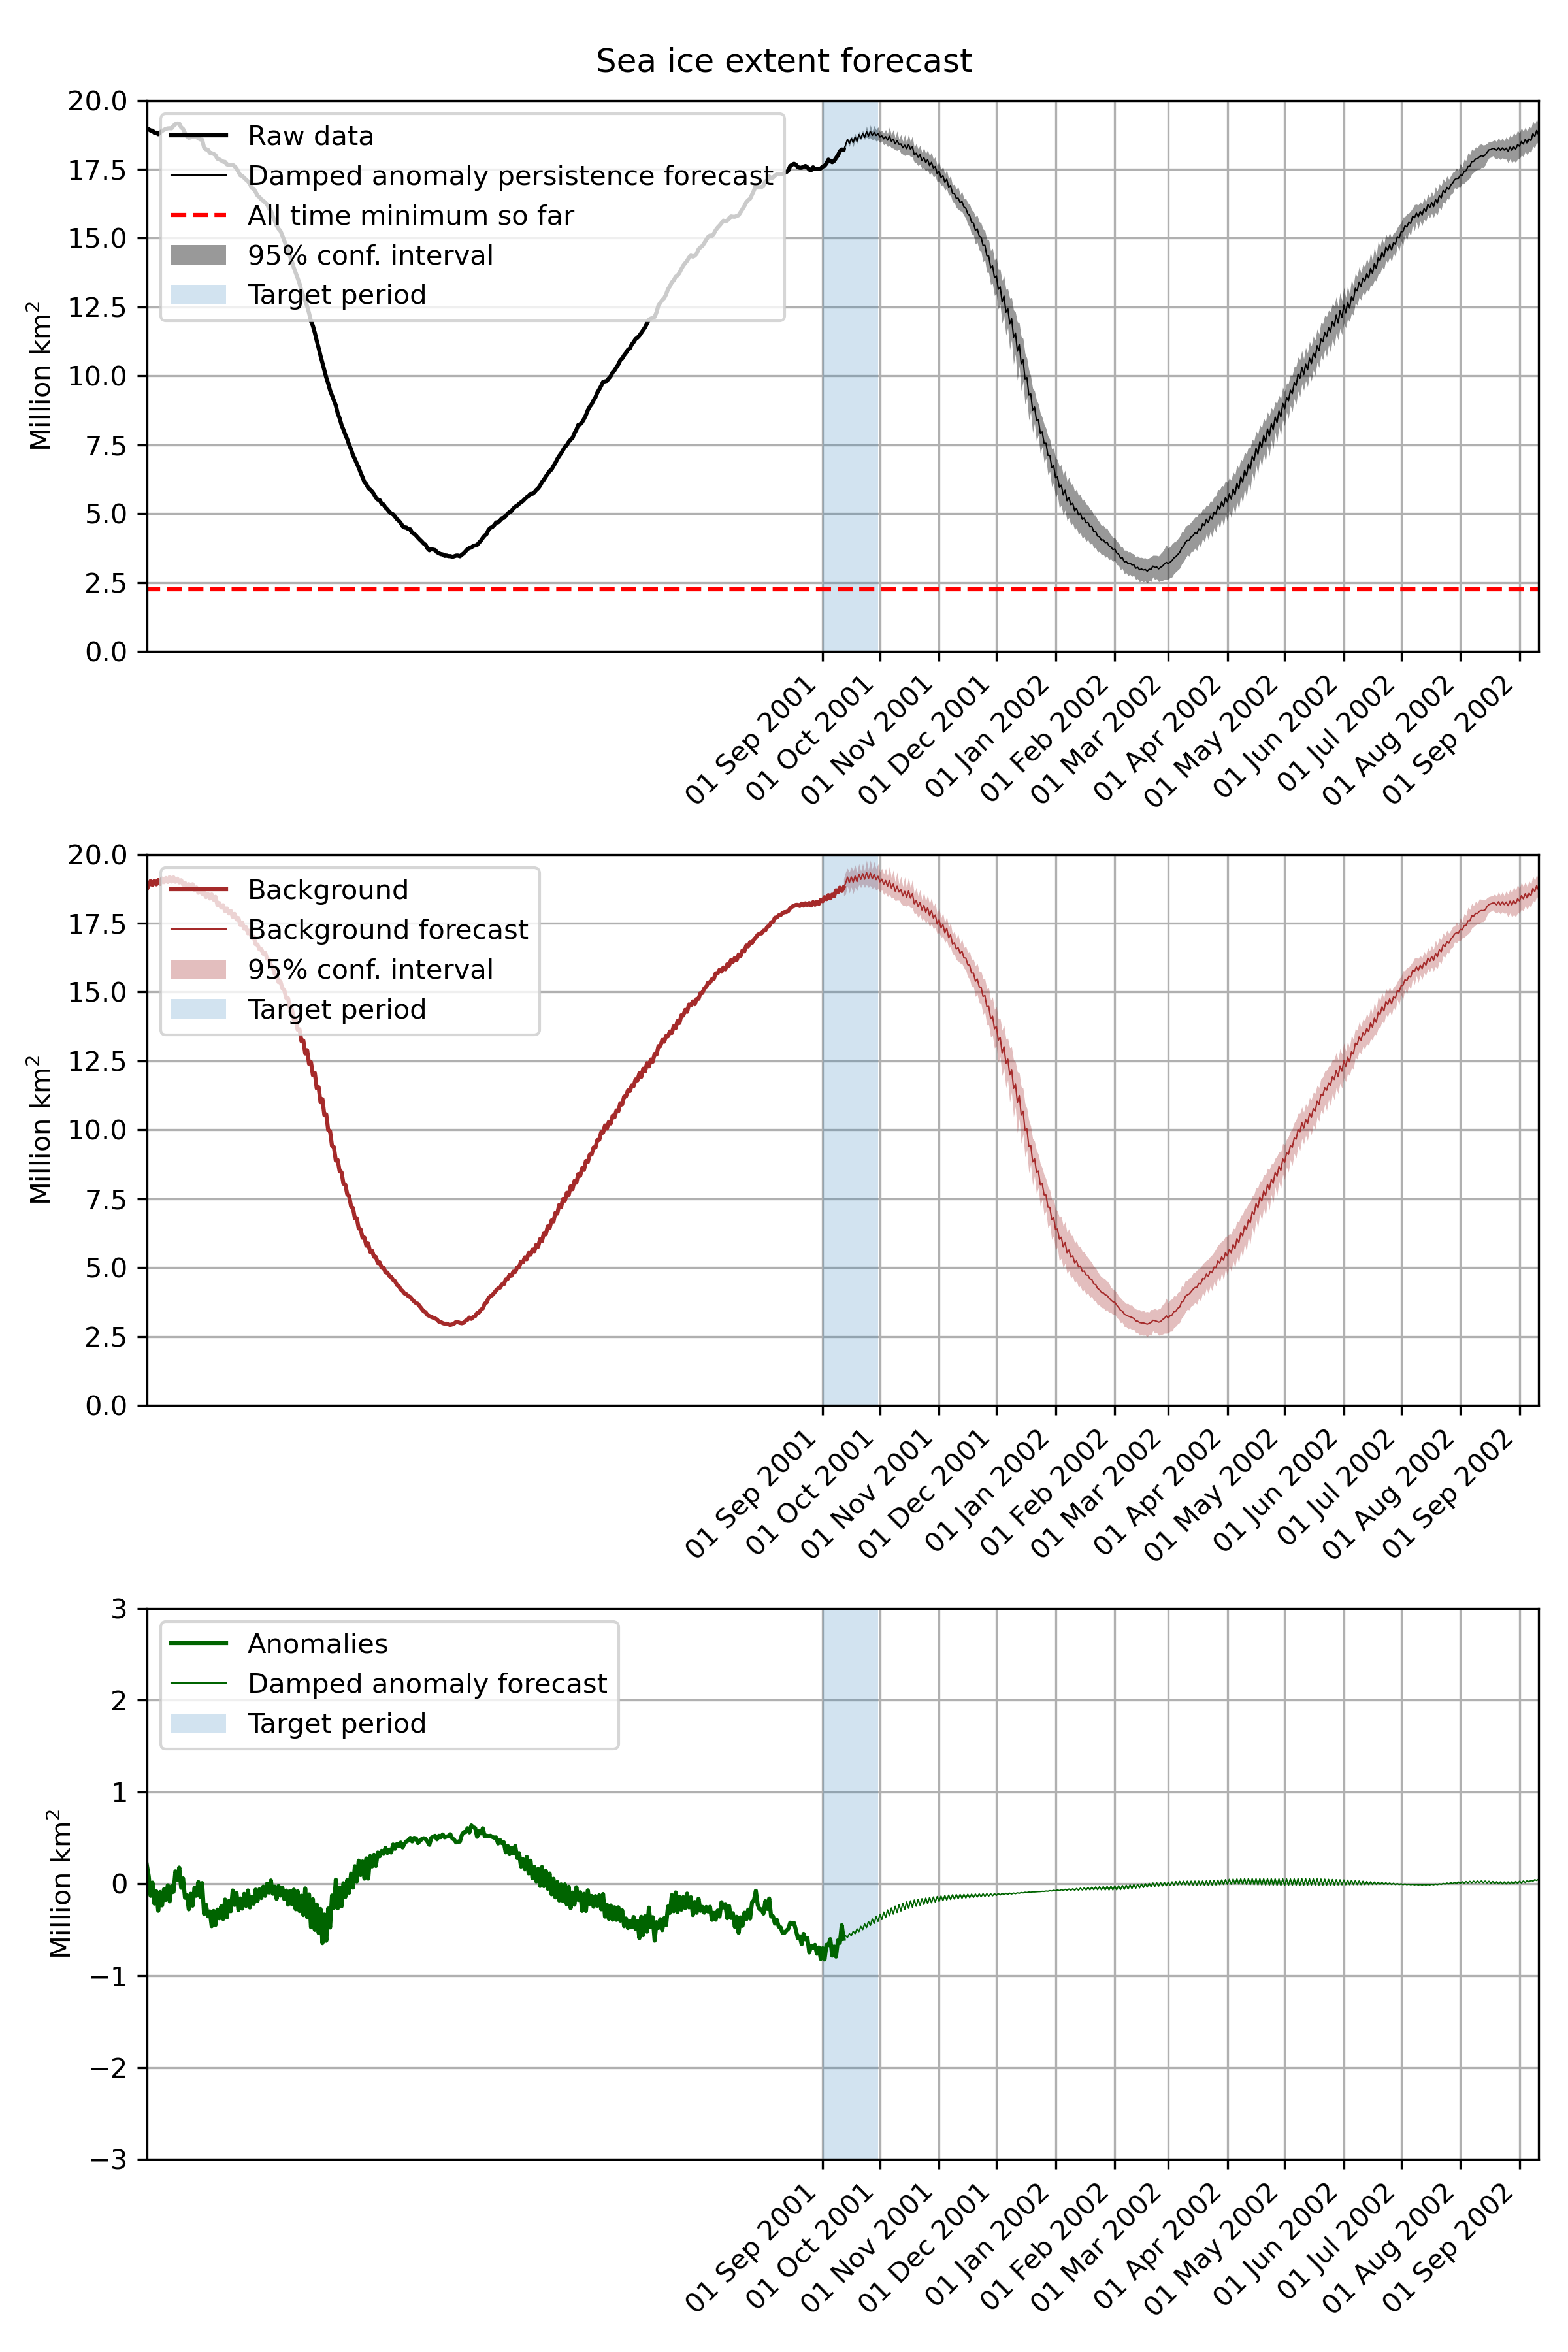 Sea ice extent forecast
20.0
17.5
15.0
12.5
10.0
7.5
5.0
2.5
0.0
Million km²
Raw data
Damped anomaly persistence forecast
All time minimum so far
95% conf. interval
Target period
01 Sep 2001
01 Oct 2001
01 Nov 2001
01 Dec 2001
01 Jan 2002
01 Feb 2002
01 Mar 2002
01 Apr 2002
01 May 2002
01 Jun 2002
01 Jul 2002
01 Aug 2002
01 Sep 2002
20.0
17.5
15.0
12.5
10.0
7.5
5.0
2.5
0.0
Million km²
Background
Background forecast
95% conf. interval
Target period
01 Sep 2001
01 Oct 2001
01 Nov 2001
01 Dec 2001
01 Jan 2002
01 Feb 2002
01 Mar 2002
01 Apr 2002
01 May 2002
01 Jun 2002
01 Jul 2002
01 Aug 2002
01 Sep 2002
3
2
1
0
−1
−2
−3
Million km²
Anomalies
Damped anomaly forecast
Target period
01 Sep 2001
01 Oct 2001
01 Nov 2001
01 Dec 2001
01 Jan 2002
01 Feb 2002
01 Mar 2002
01 Apr 2002
01 May 2002
01 Jun 2002
01 Jul 2002
01 Aug 2002
01 Sep 2002